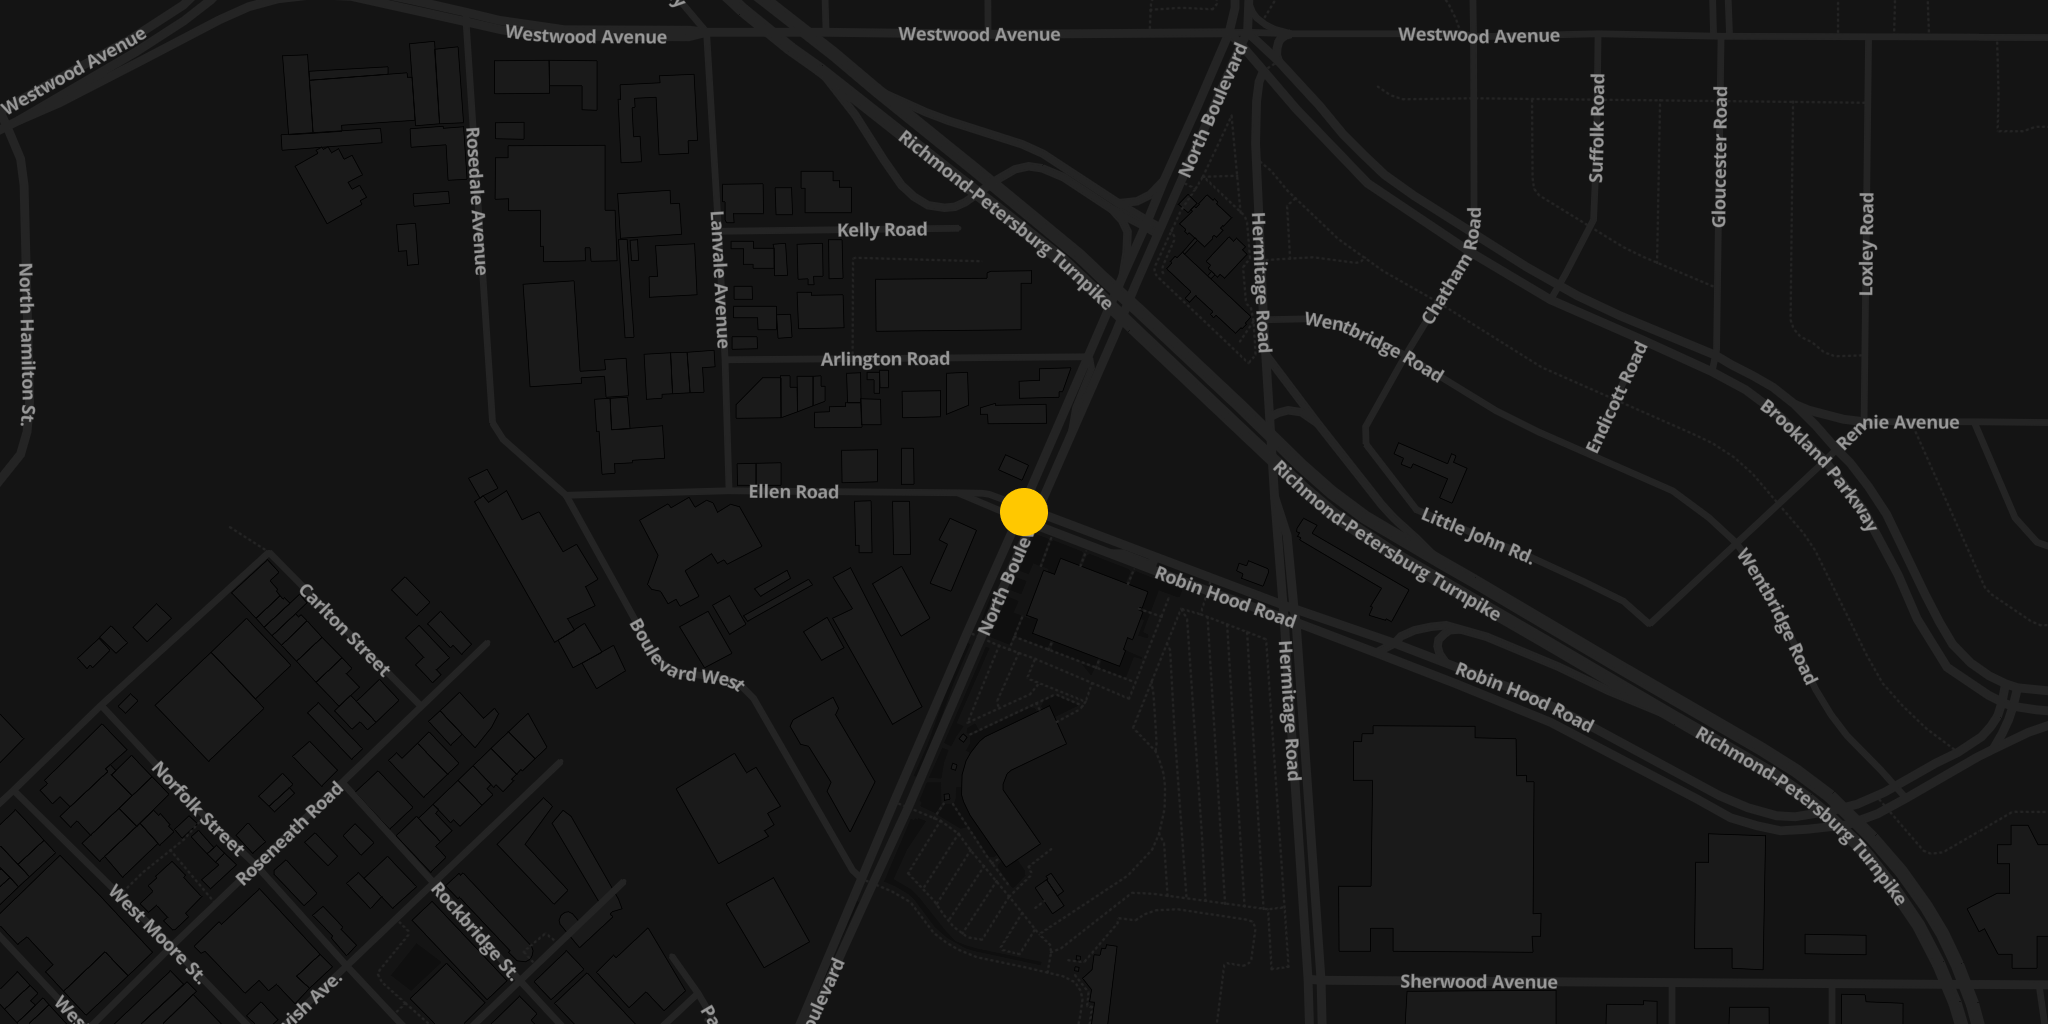 Westwood Avenue
Westwood Avenue
Westwood Avenue
Westwood Avenue
North Boulevard
Suffolk Road
Gloucester Road
Rosedale Avenue
Richmond-Petersburg Turnpike
Lanvale Avenue
Kelly Road
Hermitage Road
Chatham Road
Loxley Road
North Hamilton St.
Wentbridge Road
Arlington Road
Endicott Road
Brookland Parkway
Rennie Avenue
Ellen Road
Richmond-Petersburg Turnpike
Little John Rd.
North Boule
Robin Hood Road
Wentbridge Road
Carlton Street
Boulevard West
Hermitage Road
Robin Hood Road
Richmond-Petersburg Turnpike
Norfolk Street
Roseneath Road
West Moore St.
Rockbridge St.
oulevard
Sherwood Avenue
vish Ave.
Wes
Pa